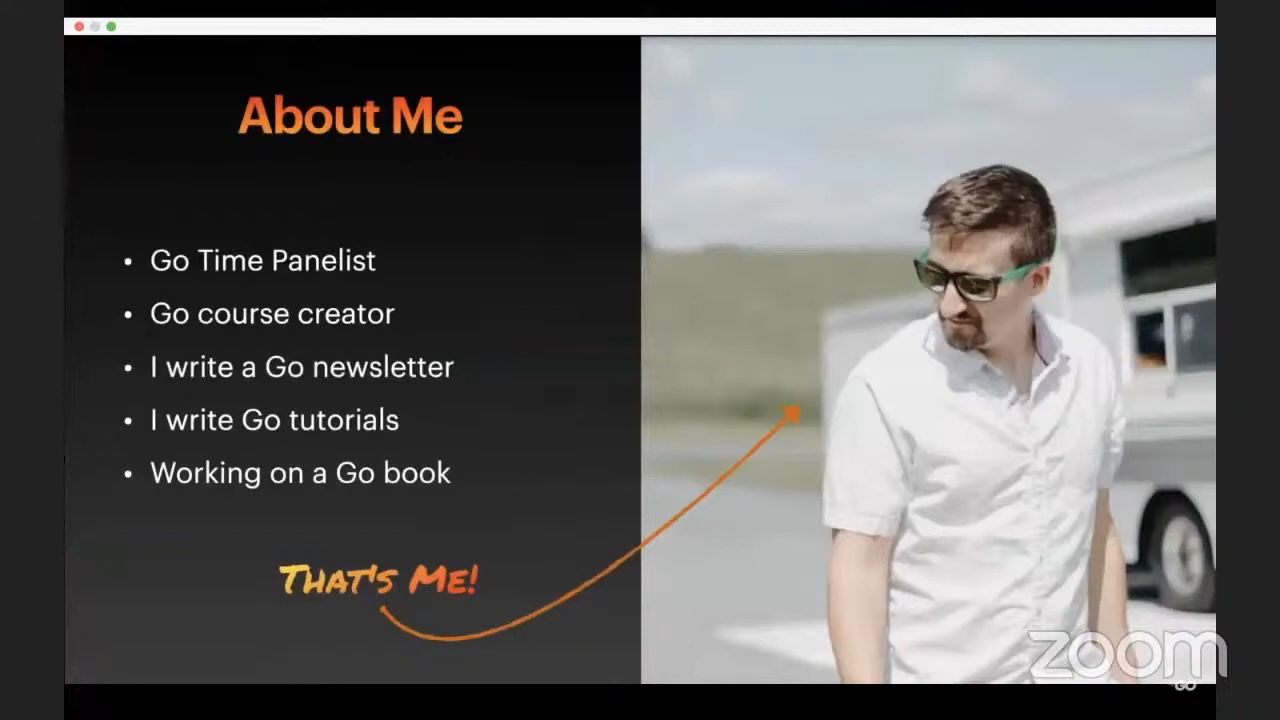 About Me
• Go Time Panelist
• Go course creator
• I write a Go newsletter
• I write Go tutorials
• Working on a Go book
That's Me!
zoom
GO